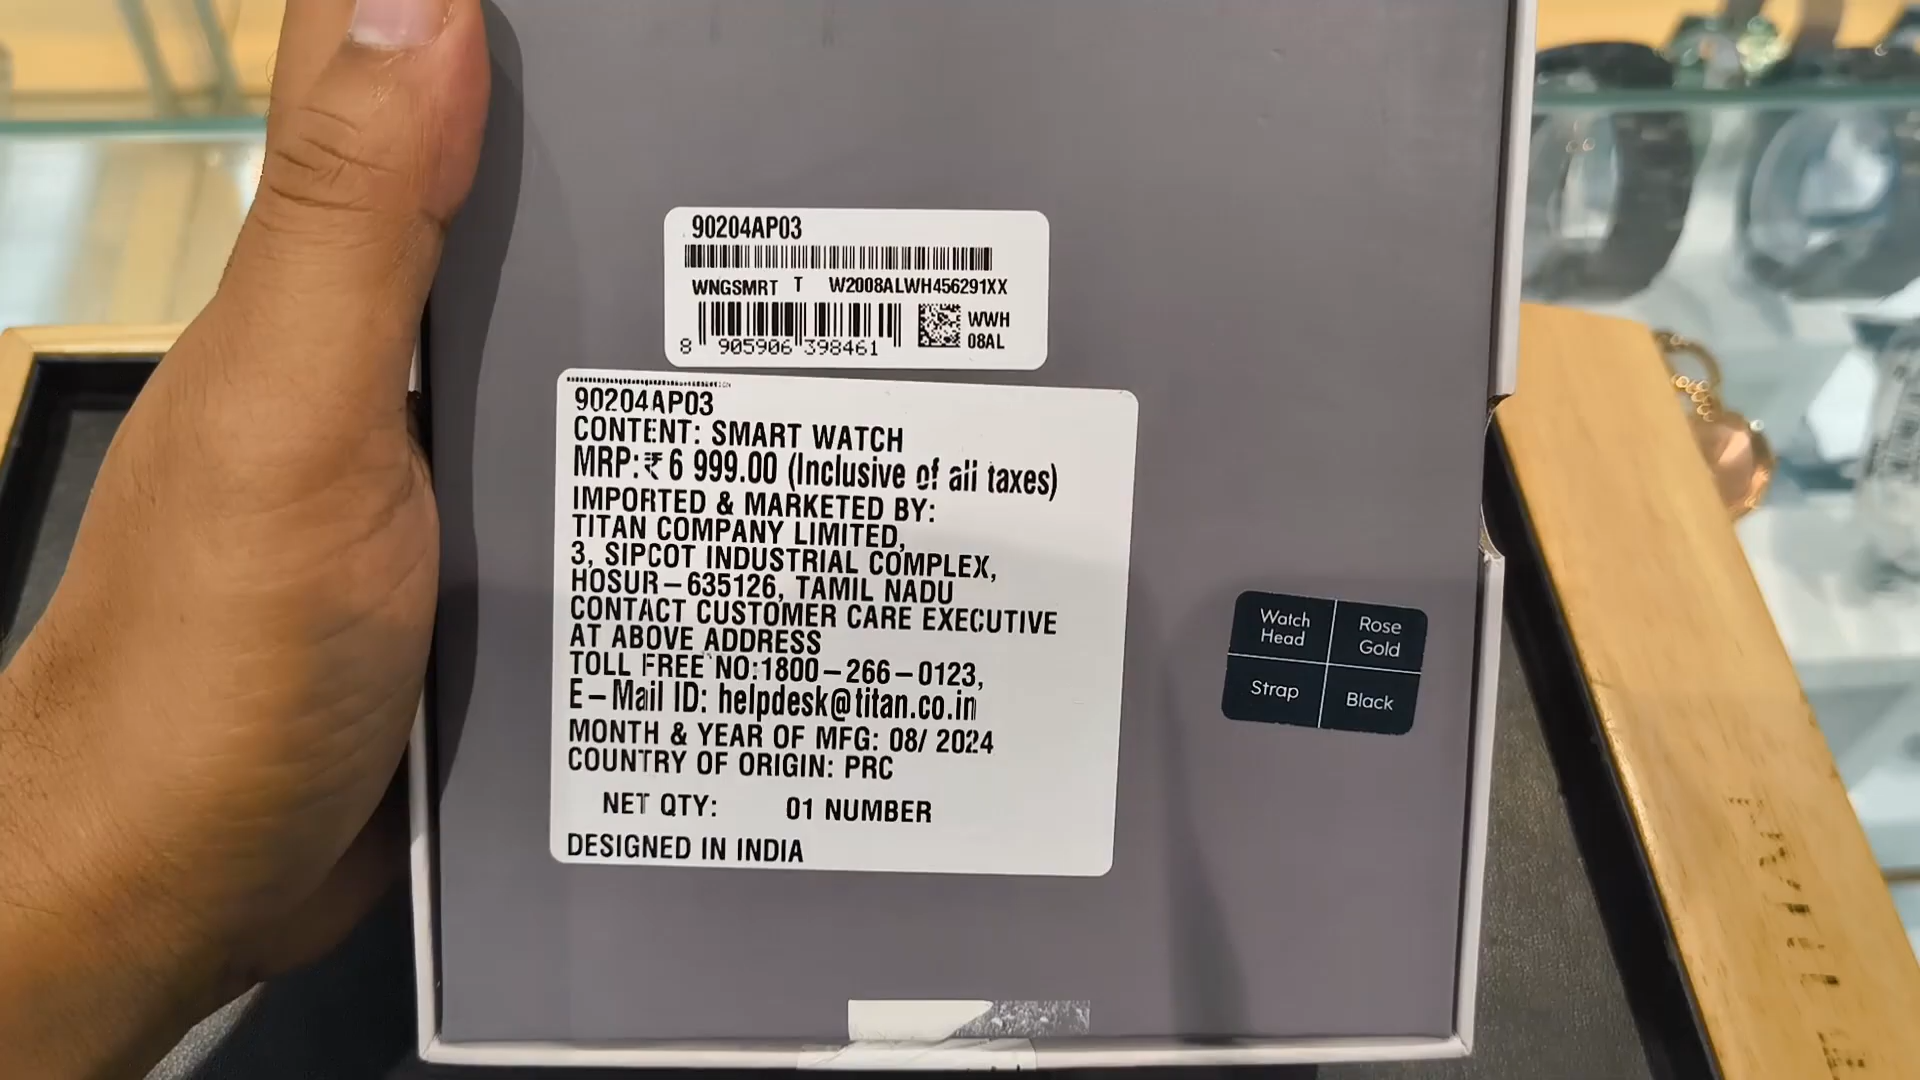 90204AP03
WNGSMRT T W2008ALWH456291XX
8 905906 398461
WWH
08AL
90204AP03
CONTENT: SMART WATCH
MRP:₹ 6 999.00 (Inclusive of all taxes)
IMPORTED & MARKETED BY:
TITAN COMPANY LIMITED,
3, SIPCOT INDUSTRIAL COMPLEX,
HOSUR-635126, TAMIL NADU
CONTACT CUSTOMER CARE EXECUTIVE
AT ABOVE ADDRESS
TOLL FREE NO:1800-266-0123,
E-Mail ID: helpdesk@titan.co.in
MONTH & YEAR OF MFG: 08/ 2024
COUNTRY OF ORIGIN: PRC
NET QTY: 01 NUMBER
DESIGNED IN INDIA
Watch Head
Rose Gold
Strap
Black